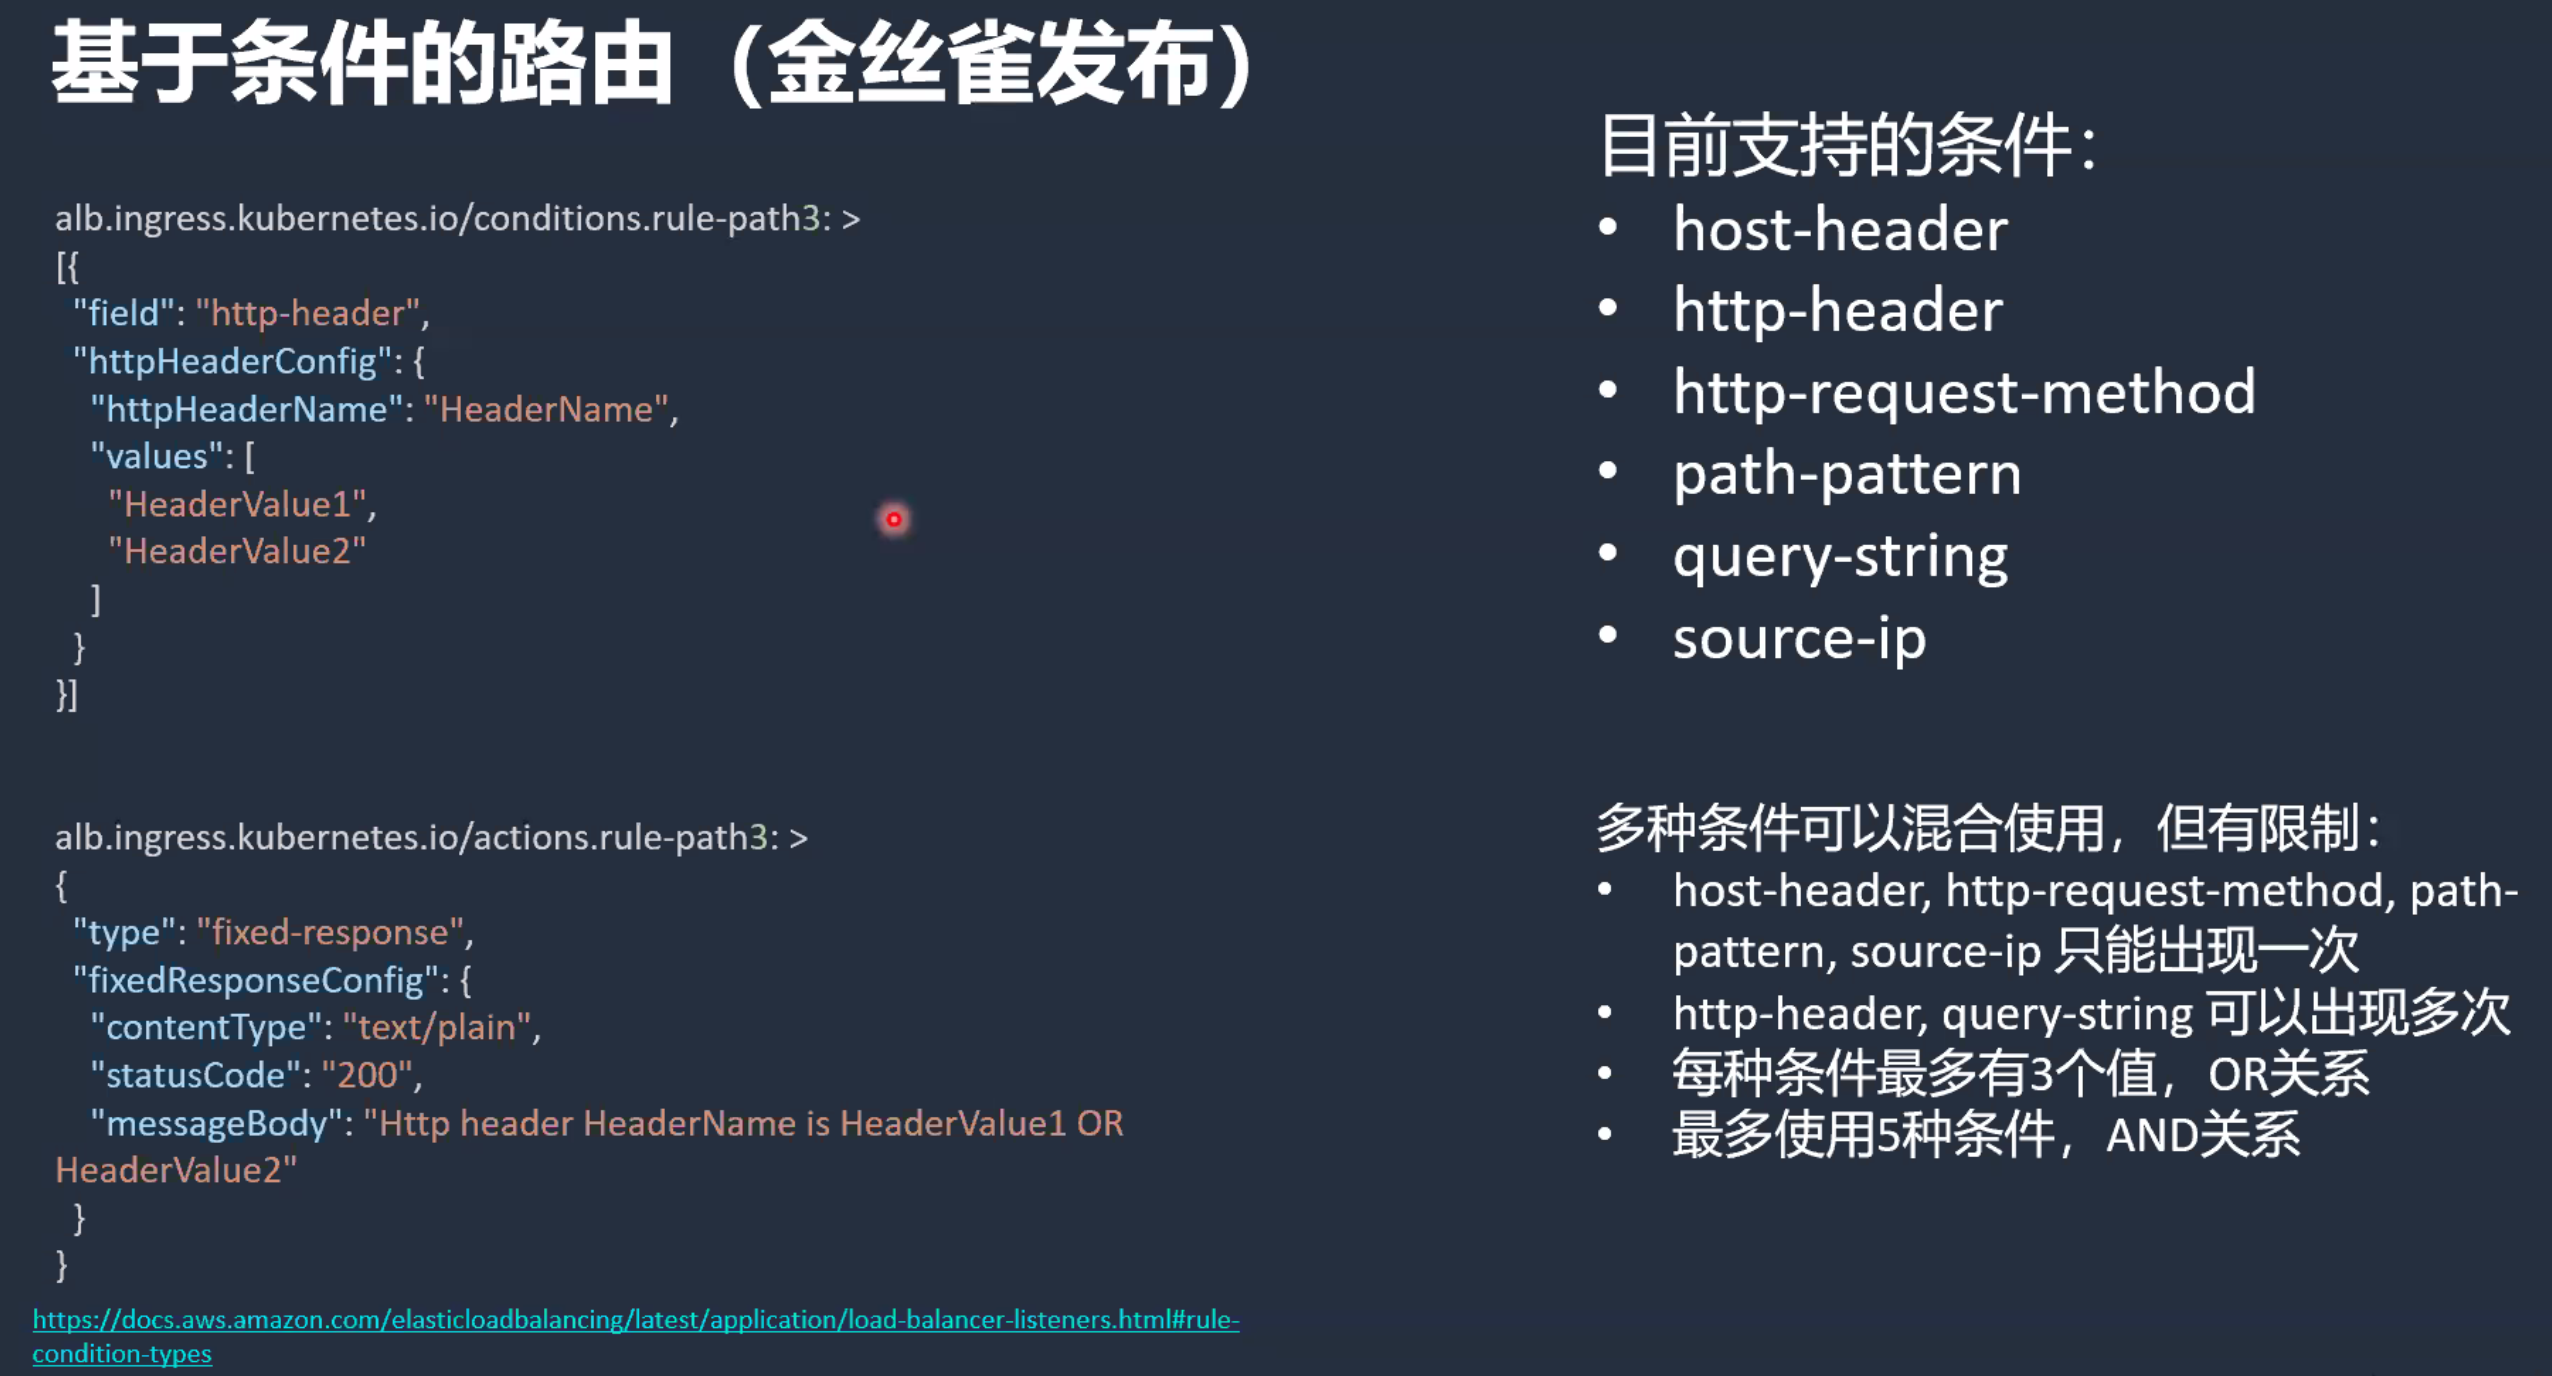 基于条件的路由（金丝雀发布）
alb.ingress.kubernetes.io/conditions.rule-path3: >
[{
"field": "http-header",
"httpHeaderConfig": {
"httpHeaderName": "HeaderName",
"values": [
"HeaderValue1",
"HeaderValue2"
]
}
}]
alb.ingress.kubernetes.io/actions.rule-path3: >
{
"type": "fixed-response",
"fixedResponseConfig": {
"contentType": "text/plain",
"statusCode": "200",
"messageBody": "Http header HeaderName is HeaderValue1 OR
HeaderValue2"
}
}
https://docs.aws.amazon.com/elasticloadbalancing/latest/application/load-balancer-listeners.html#rule-
condition-types
目前支持的条件：
• host-header
• http-header
• http-request-method
• path-pattern
• query-string
• source-ip
多种条件可以混合使用，但有限制：
• host-header, http-request-method, path-
pattern, source-ip 只能出现一次
• http-header, query-string 可以出现多次
• 每种条件最多有3个值，OR关系
• 最多使用5种条件，AND关系